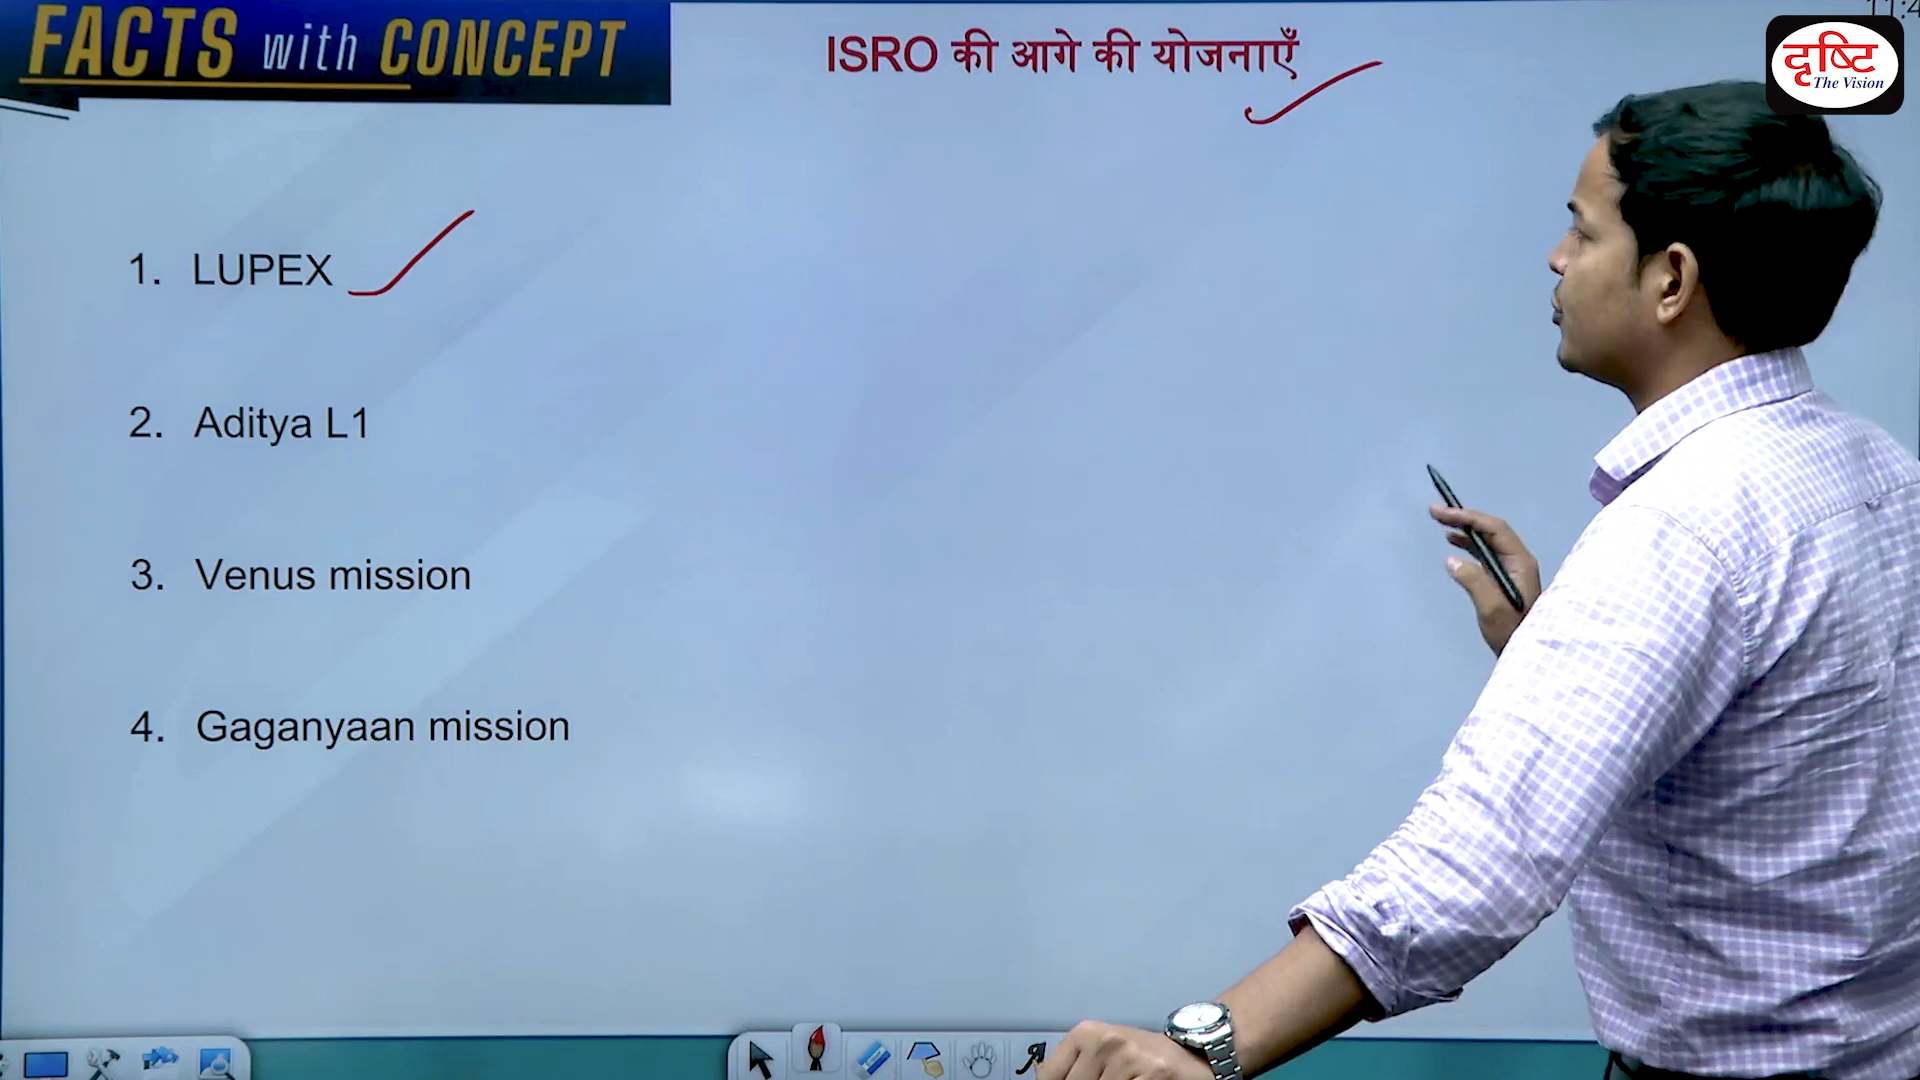 FACTS with CONCEPT
ISRO की आगे की योजनाएँ
दृष्टि
The Vision
1. LUPEX
2. Aditya L1
3. Venus mission
4. Gaganyaan mission